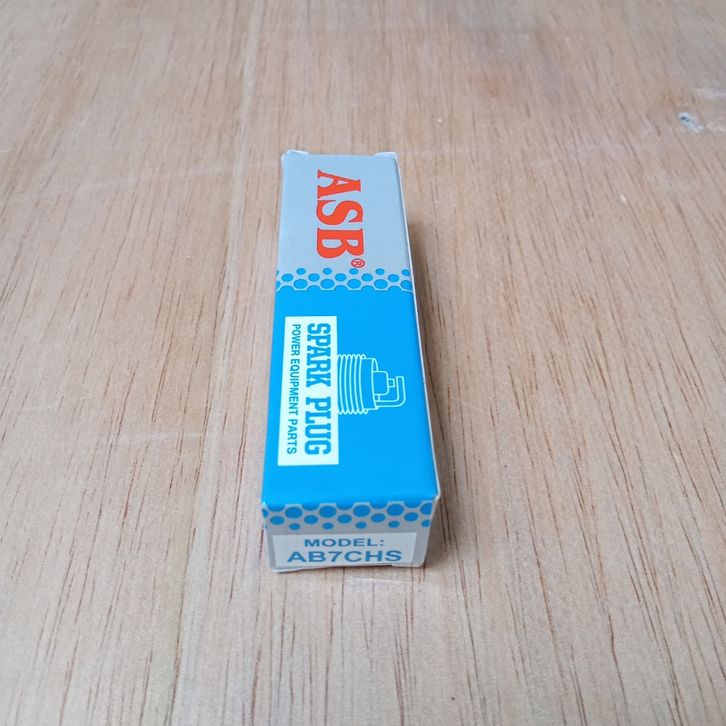 ASB®
SPARK PLUG
POWER EQUIPMENT PARTS
MODEL:
AB7CHS